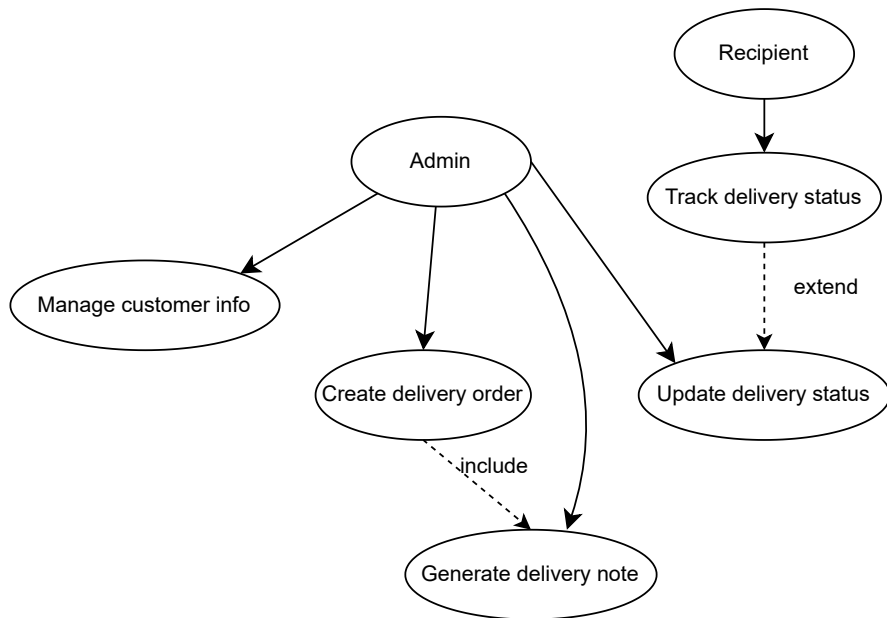 Recipient
Admin
Track delivery status
extend
Manage customer info
Create delivery order
Update delivery status
include
Generate delivery note